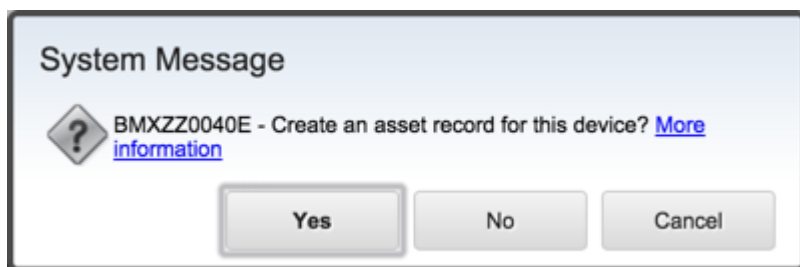 System Message
BMXZZ0040E - Create an asset record for this device? More
information
Yes No Cancel